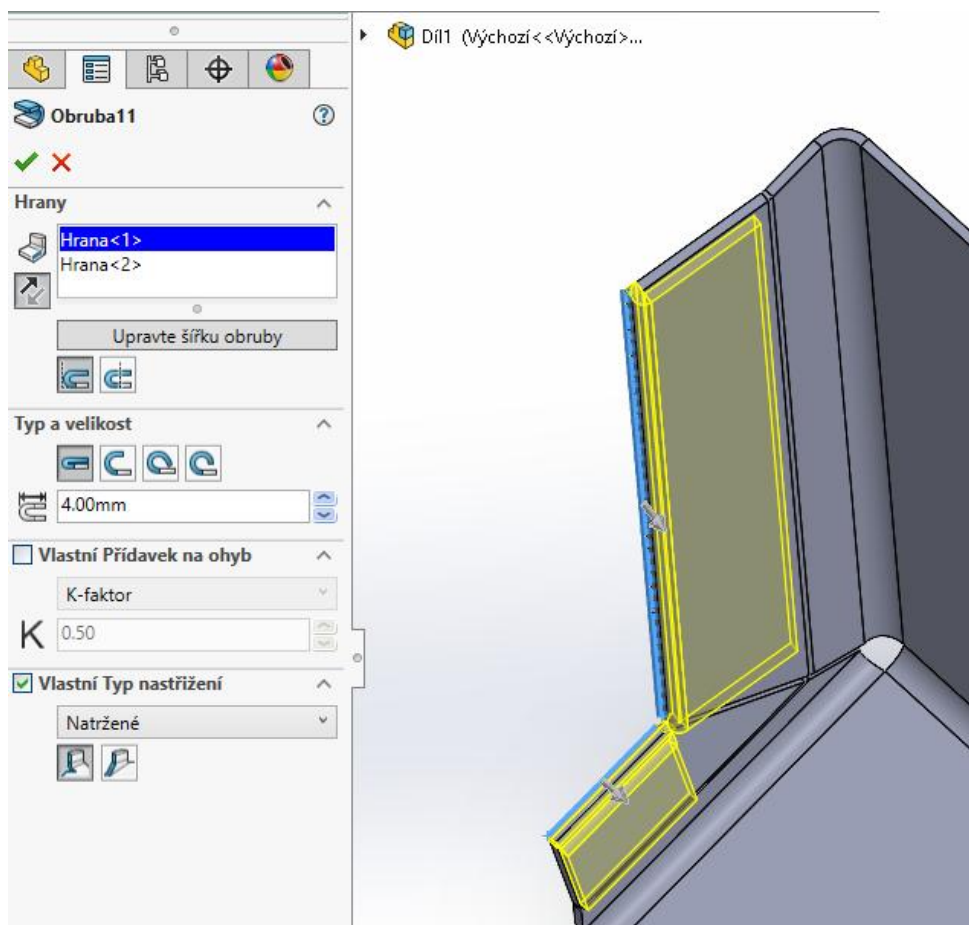 Díl1 (Výchozí<<Výchozí>...
Obruba11
Hrany
Hrana<1>
Hrana<2>
Upravte šířku obruby
Typ a velikost
4.00mm
Vlastní Přídavek na ohyb
K-faktor
K 0.50
Vlastní Typ nastřižení
Natržené